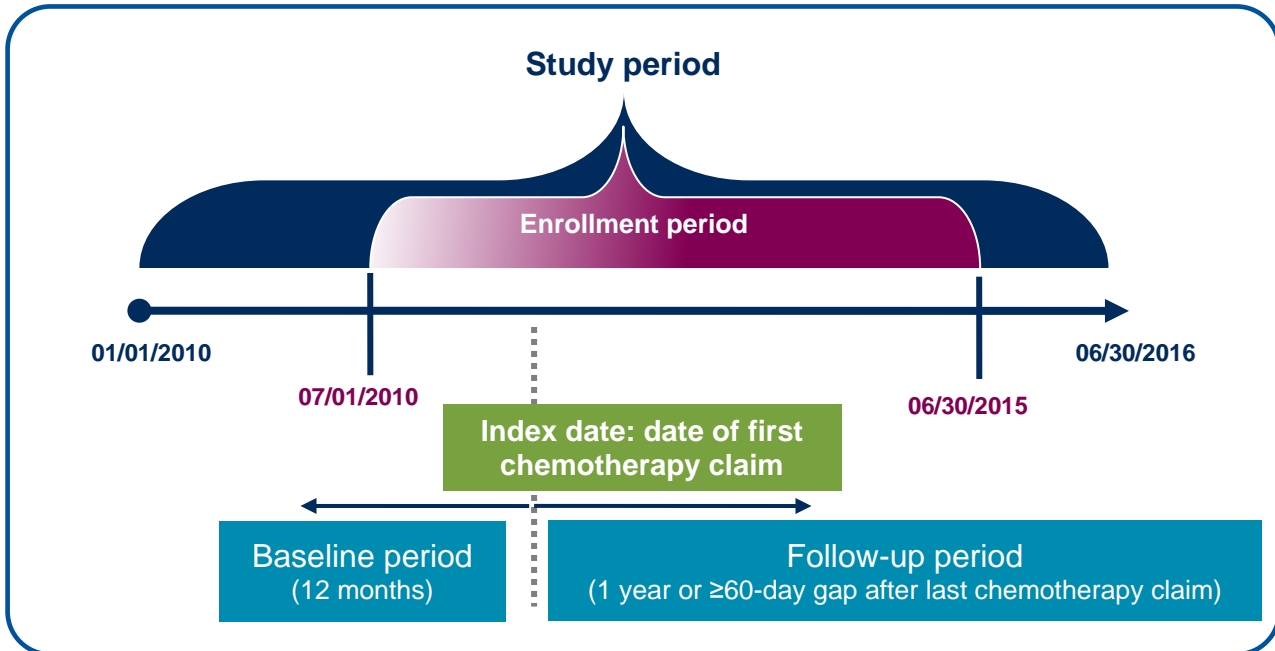 Study period
Enrollment period
01/01/2010
06/30/2016
07/01/2010
06/30/2015
Index date: date of first
chemotherapy claim
Baseline period
(12 months)
Follow-up period
(1 year or ≥60-day gap after last chemotherapy claim)